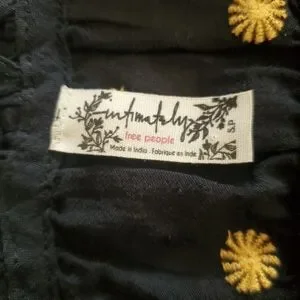 intimately
free people
Made in India . Fabriqué en Inde
S.P